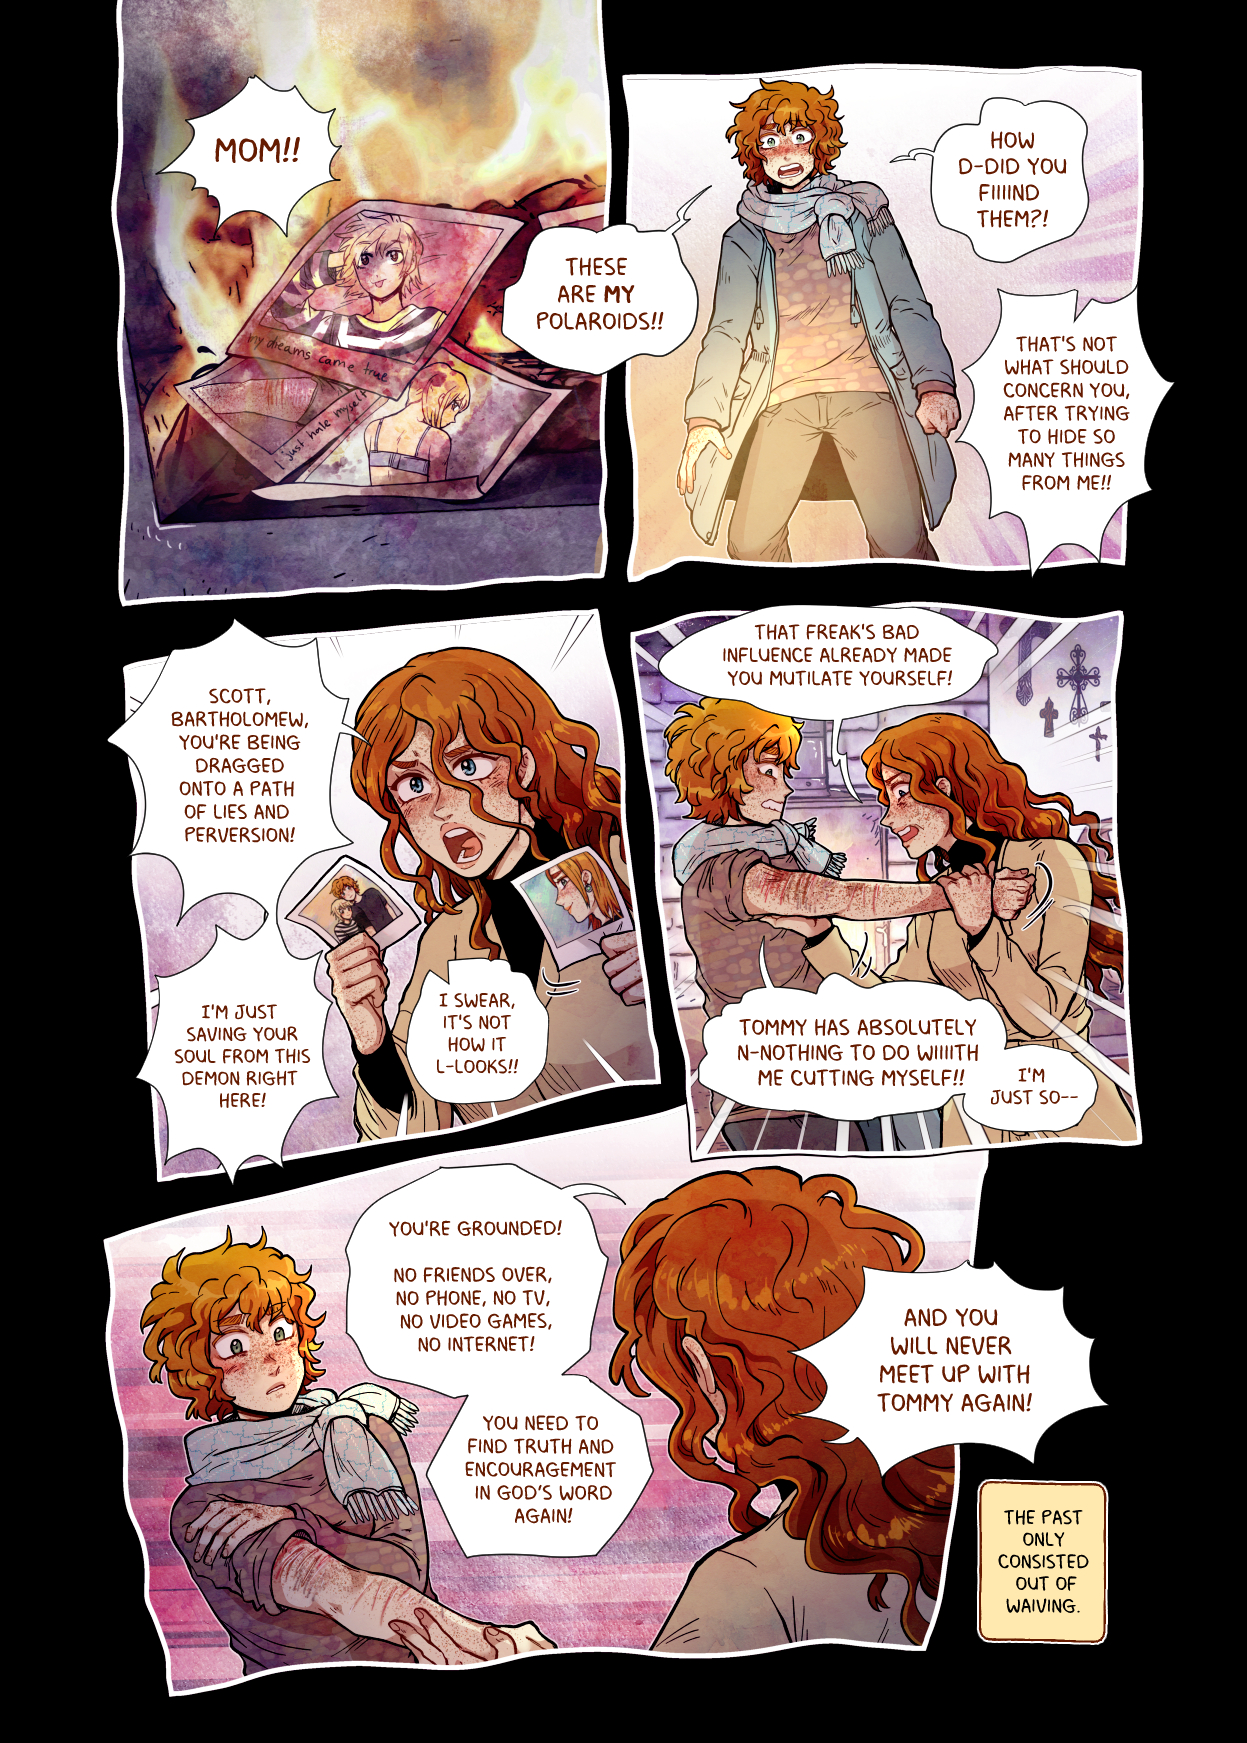 MOM!!
my dreams came true
i just hate myself
THESE
ARE MY
POLAROIDS!!
HOW
D-DID YOU
FIIIIND
THEM?!
THAT'S NOT
WHAT SHOULD
CONCERN YOU,
AFTER TRYING
TO HIDE SO
MANY THINGS
FROM ME!!
SCOTT,
BARTHOLOMEW,
YOU'RE BEING
DRAGGED
ONTO A PATH
OF LIES AND
PERVERSION!
I'M JUST
SAVING YOUR
SOUL FROM THIS
DEMON RIGHT
HERE!
I SWEAR,
IT'S NOT
HOW IT
L-LOOKS!!
THAT FREAK'S BAD
INFLUENCE ALREADY MADE
YOU MUTILATE YOURSELF!
TOMMY HAS ABSOLUTELY
N-NOTHING TO DO WIIIITH
ME CUTTING MYSELF!!
I'M
JUST SO--
YOU'RE GROUNDED!
NO FRIENDS OVER,
NO PHONE, NO TV,
NO VIDEO GAMES,
NO INTERNET!
YOU NEED TO
FIND TRUTH AND
ENCOURAGEMENT
IN GOD'S WORD
AGAIN!
AND YOU
WILL NEVER
MEET UP WITH
TOMMY AGAIN!
THE PAST
ONLY
CONSISTED
OUT OF
WAIVING.